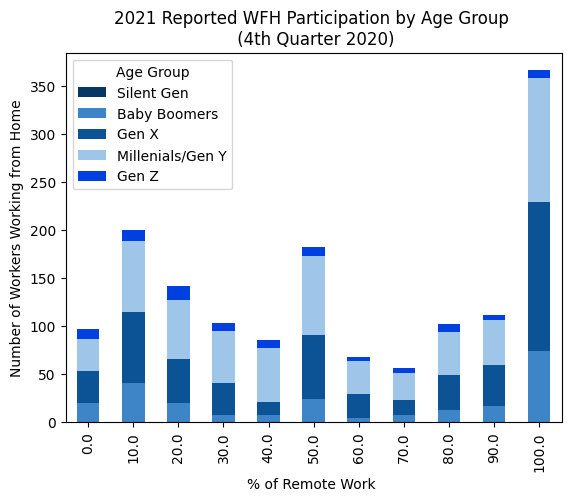 2021 Reported WFH Participation by Age Group
(4th Quarter 2020)
Number of Workers Working from Home
350
300
250
200
150
100
50
0
Age Group
Silent Gen
Baby Boomers
Gen X
Millenials/Gen Y
Gen Z
0.0
10.0
20.0
30.0
40.0
50.0
60.0
70.0
80.0
90.0
100.0
% of Remote Work